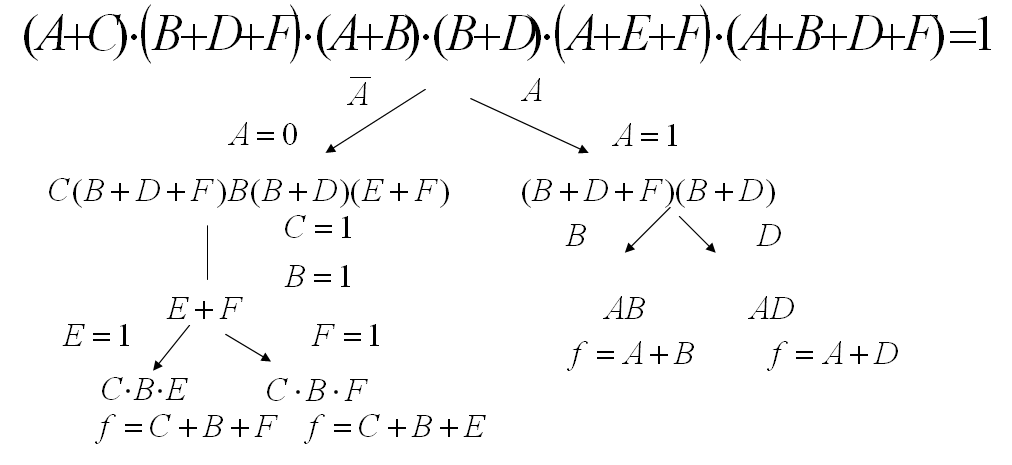 (A+C)·(B+D+F)·(A+B)·(B+D)·(A+E+F)·(A+B+D+F)=1
A̅ A
A = 0 A = 1
C(B + D + F)B(B + D)(E + F) (B + D + F)(B + D)
C = 1 B D
B = 1
E + F AB AD
E = 1 F = 1 f = A + B f = A + D
C·B·E C · B · F
f = C + B + F f = C + B + E